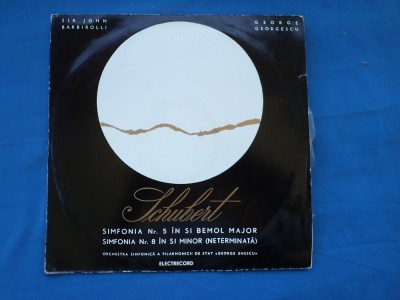 SIR JOHN
BARBIROLLI
GEORGE
GEORGESCU
Schubert
SIMFONIA Nr. 5 ÎN SI BEMOL MAJOR
SIMFONIA Nr. 8 ÎN SI MINOR (NETERMINATĂ)
ORCHESTRA SIMFONICĂ A FILARMONICII DE STAT «GEORGE ENESCU»
ELECTRECORD